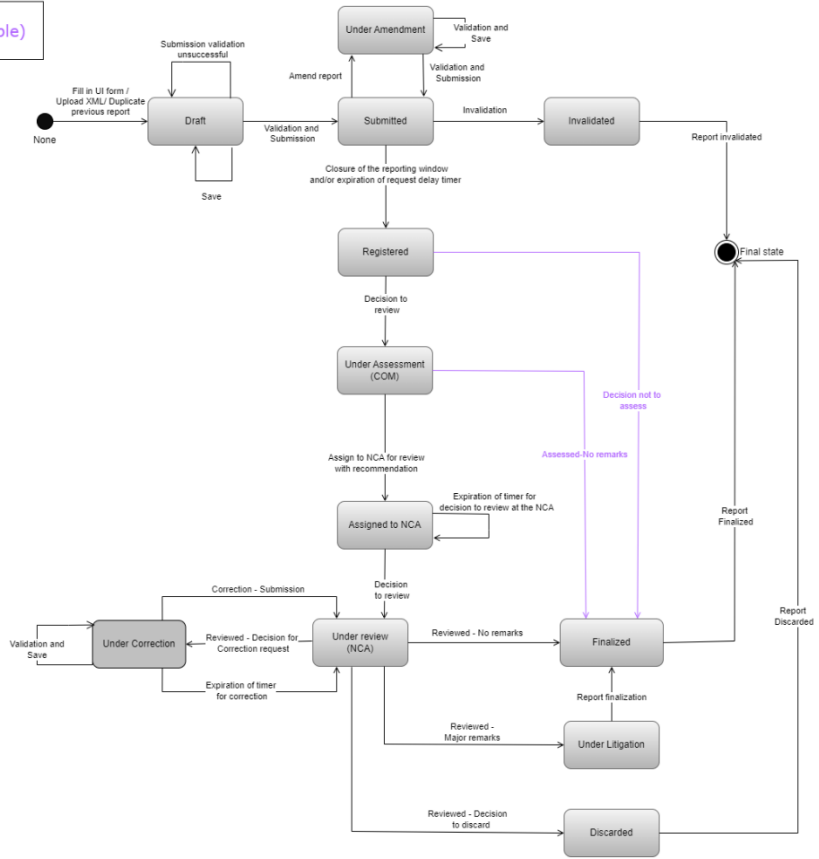 ble)
Under Amendment
Validation and
Save
Submission validation
unsuccessful
Amend report
Validation and
Submission
Fill in UI form /
Upload XML/ Duplicate
previous report
None
Draft
Validation and
Submission
Submitted
Invalidation
Invalidated
Report invalidated
Save
Closure of the reporting window
and/or expiration of request delay timer
Registered
Final state
Decision to
review
Under Assessment
(COM)
Decision not to
assess
Assessed-No remarks
Assign to NCA for review
with recommendation
Assigned to NCA
Expiration of timer for
decision to review at the NCA
Report
Finalized
Decision
to review
Correction - Submission
Report
Discarded
Validation and
Save
Under Correction
Reviewed - Decision for
Correction request
Under review
(NCA)
Reviewed - No remarks
Finalized
Expiration of timer
for correction
Report finalization
Reviewed -
Major remarks
Under Litigation
Reviewed - Decision
to discard
Discarded